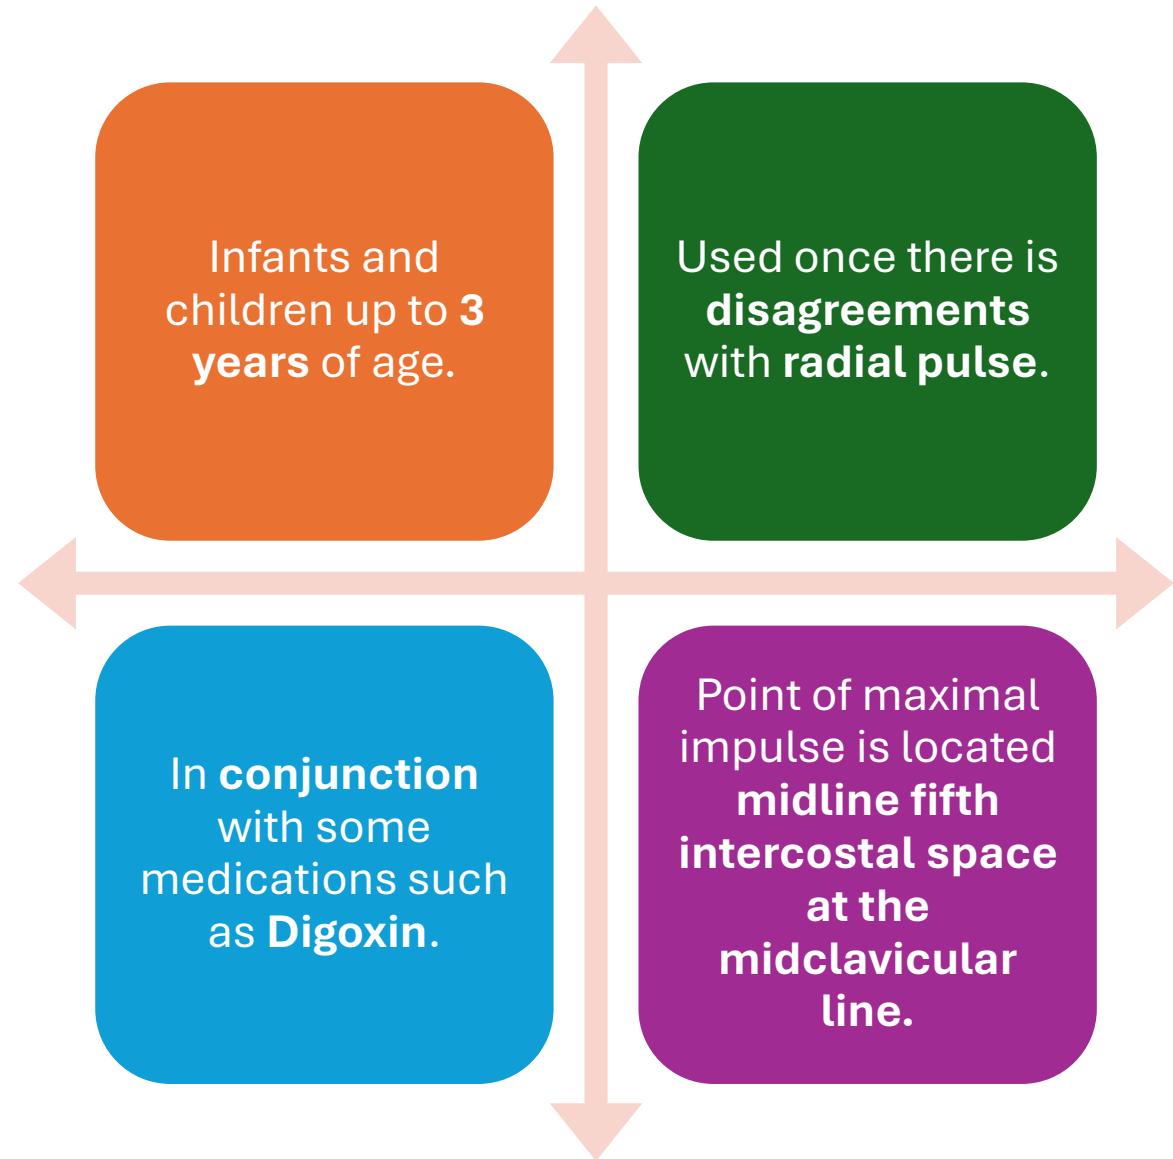 Infants and
children up to 3
years of age.
Used once there is
disagreements
with radial pulse.
In conjunction
with some
medications such
as Digoxin.
Point of maximal
impulse is located
midline fifth
intercostal space
at the
midclavicular
line.